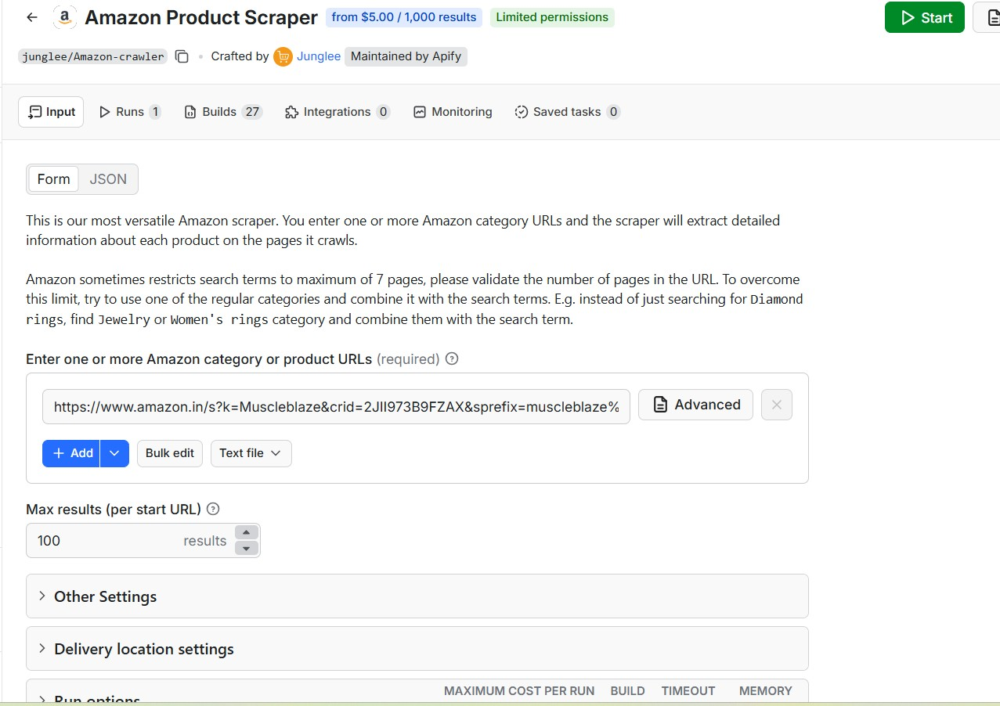 Amazon Product Scraper from $5.00 / 1,000 results Limited permissions Start
junglee/Amazon-crawler • Crafted by Junglee Maintained by Apify
Input Runs 1 Builds 27 Integrations 0 Monitoring Saved tasks 0
Form JSON
This is our most versatile Amazon scraper. You enter one or more Amazon category URLs and the scraper will extract detailed
information about each product on the pages it crawls.
Amazon sometimes restricts search terms to maximum of 7 pages, please validate the number of pages in the URL. To overcome
this limit, try to use one of the regular categories and combine it with the search terms. E.g. instead of just searching for Diamond
rings, find Jewelry or Women's rings category and combine them with the search term.
Enter one or more Amazon category or product URLs (required)
https://www.amazon.in/s?k=Muscleblaze&crid=2JII973B9FZAX&sprefix=muscleblaze% Advanced
+ Add Bulk edit Text file
Max results (per start URL)
100 results
Other Settings
Delivery location settings
Run options MAXIMUM COST PER RUN BUILD TIMEOUT MEMORY